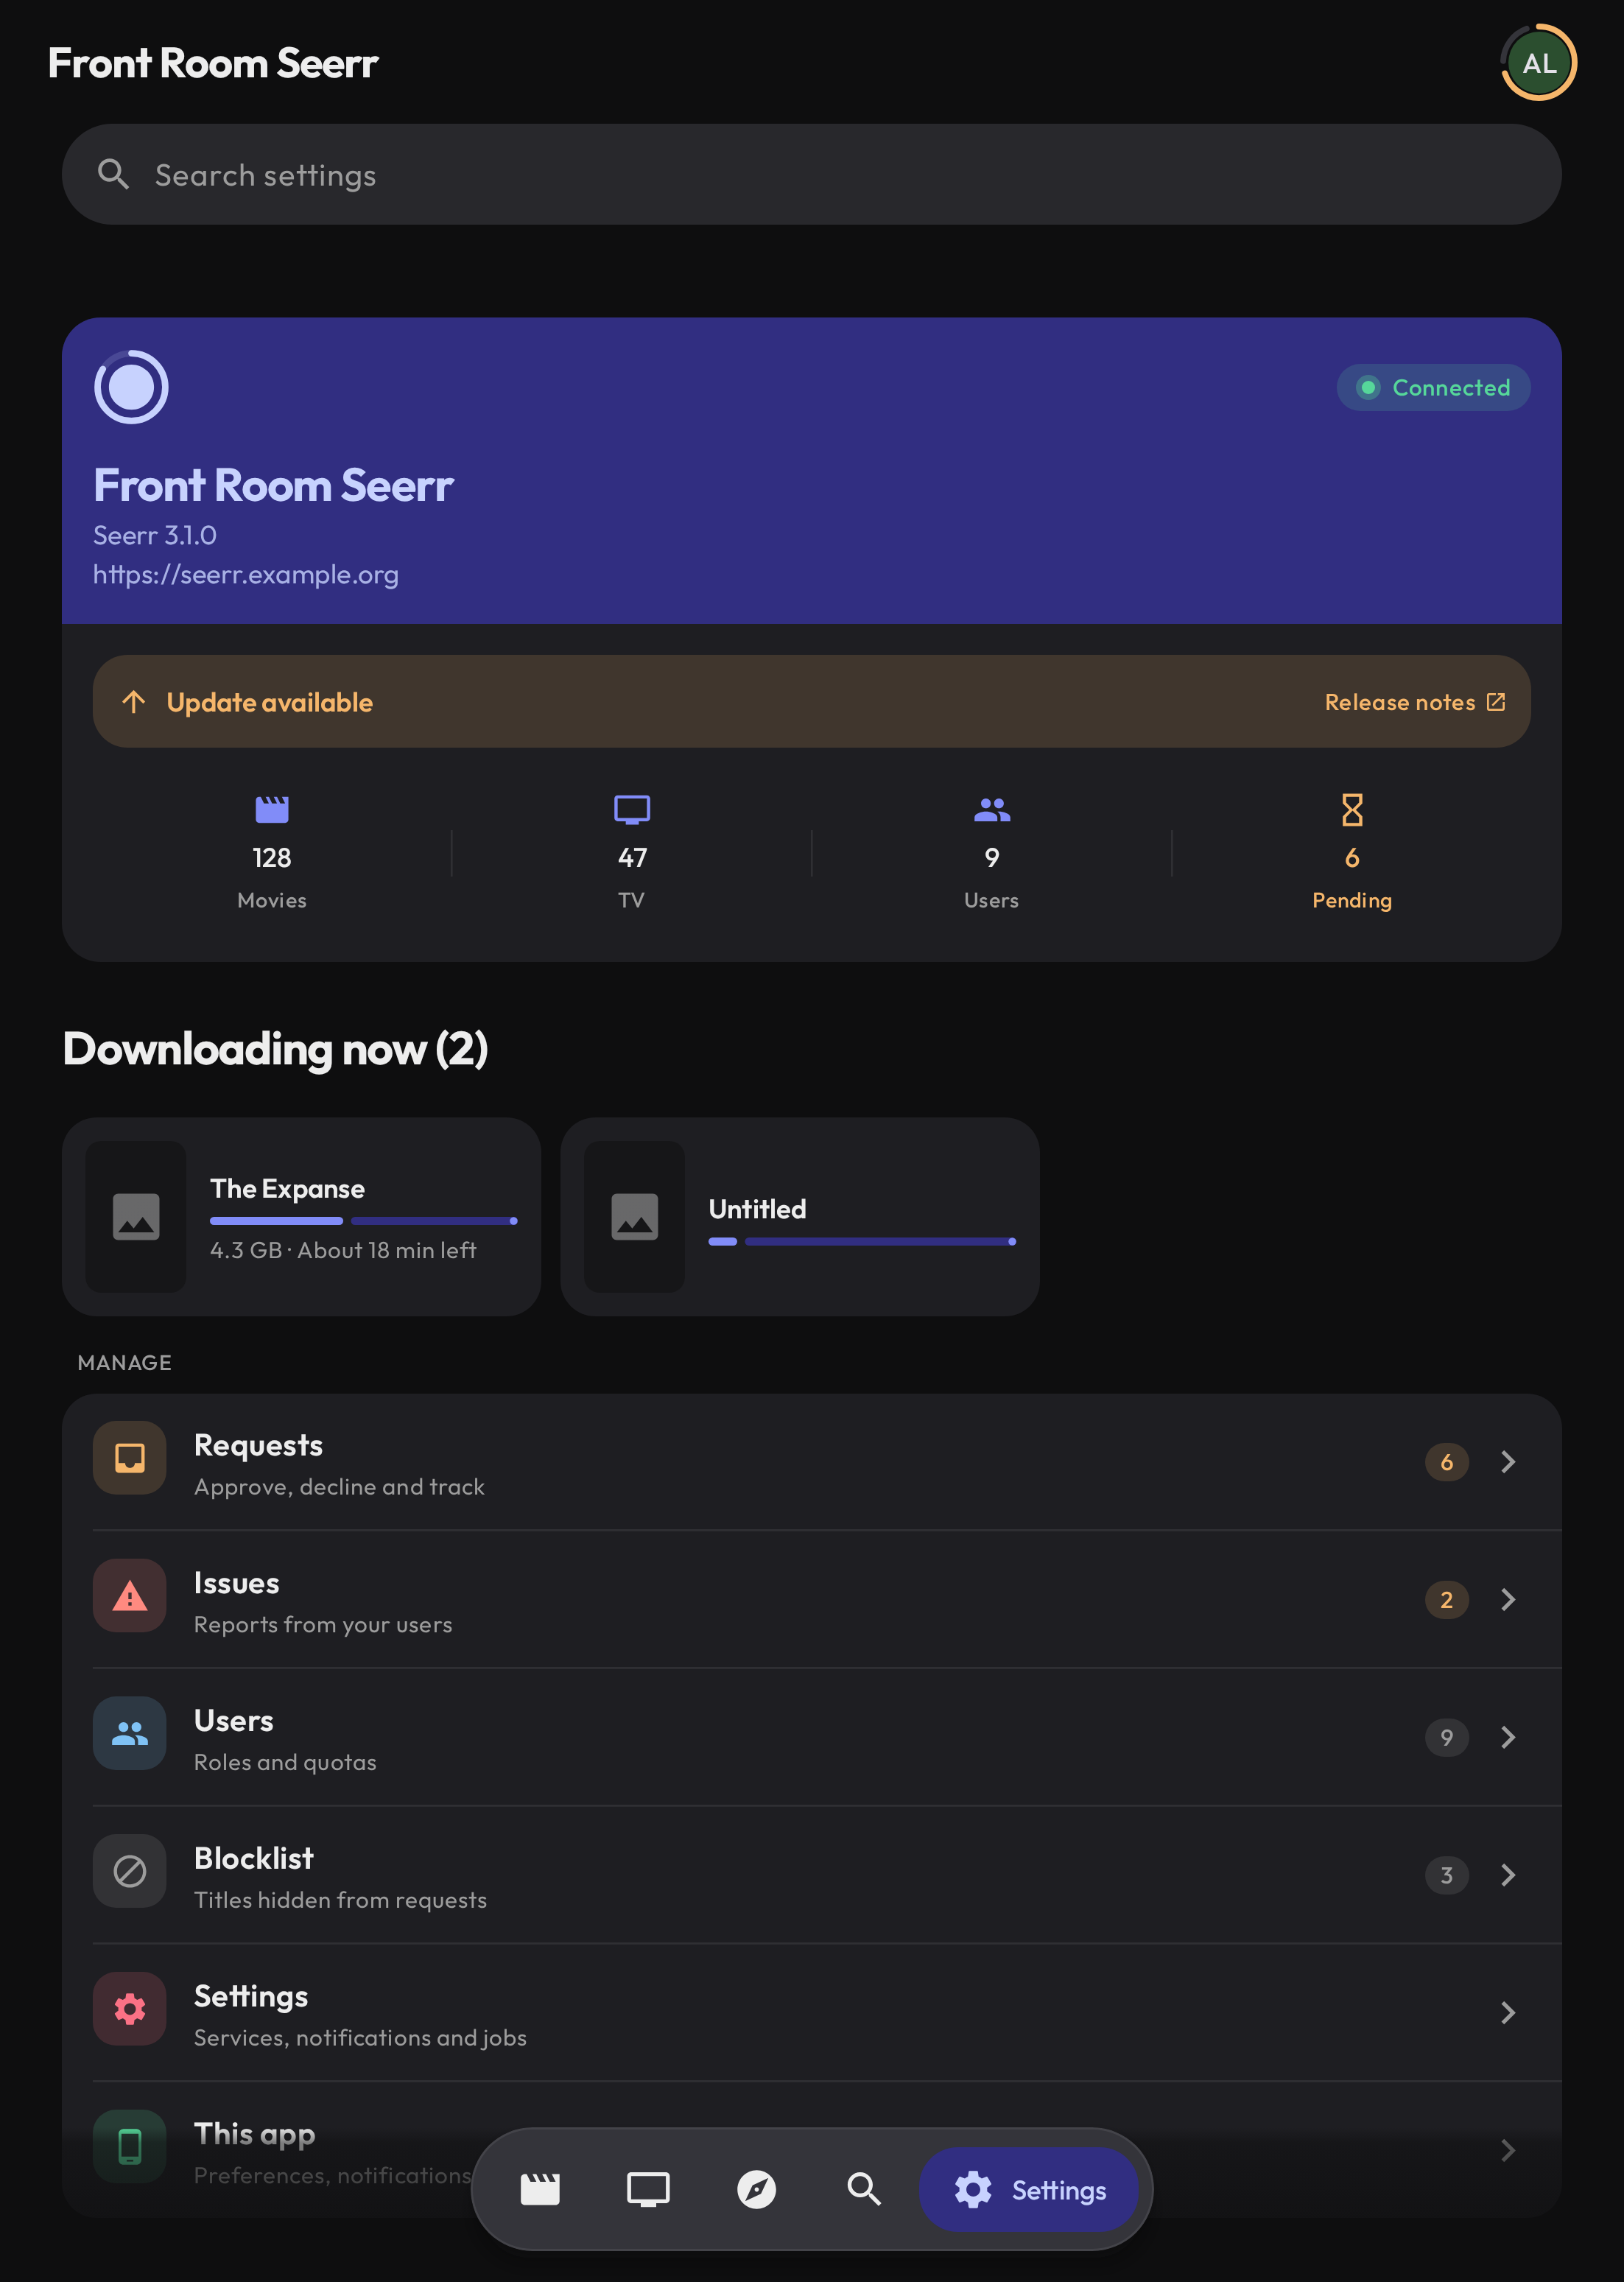 Front Room Seerr
AL
Search settings
Connected
Front Room Seerr
Seerr 3.1.0
https://seerr.example.org
Update available
Release notes
128
Movies
47
TV
9
Users
6
Pending
Downloading now (2)
The Expanse
4.3 GB · About 18 min left
Untitled
MANAGE
Requests
Approve, decline and track
6
Issues
Reports from your users
2
Users
Roles and quotas
9
Blocklist
Titles hidden from requests
3
Settings
Services, notifications and jobs
This app
Preferences, notifications
Settings